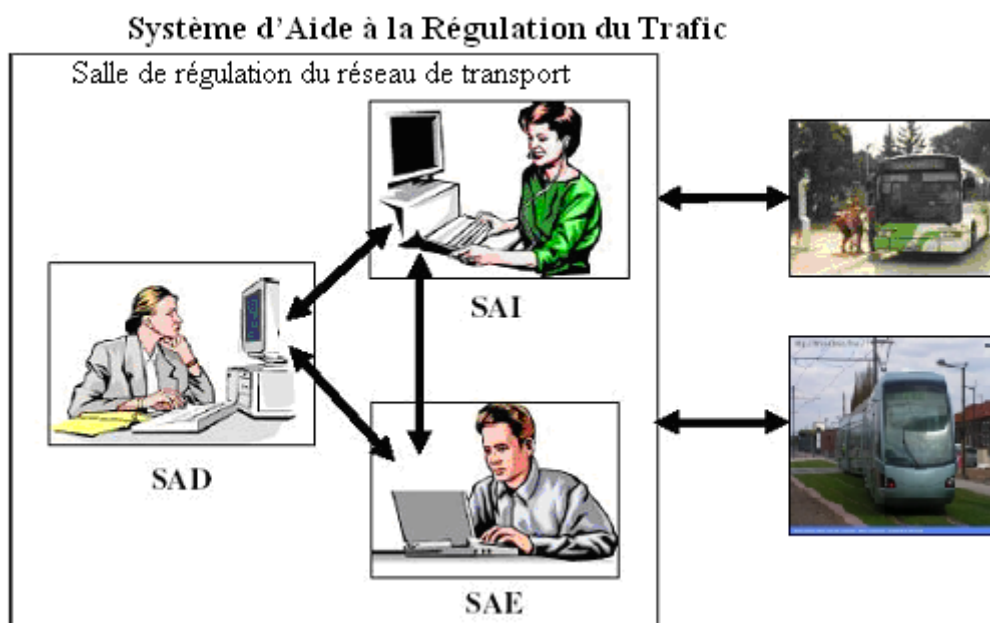 Système d'Aide à la Régulation du Trafic
Salle de régulation du réseau de transport
SAI
SAD
SAE